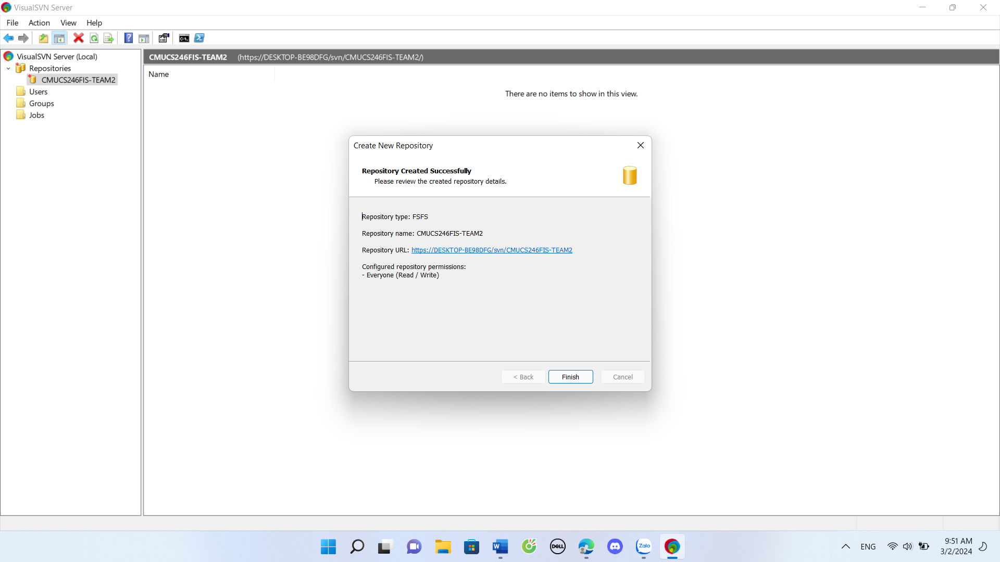 VisualSVN Server
File Action View Help
VisualSVN Server (Local)
Repositories
CMUCS246FIS-TEAM2
Users
Groups
Jobs
CMUCS246FIS-TEAM2 (https://DESKTOP-BE98DFG/svn/CMUCS246FIS-TEAM2/)
Name
There are no items to show in this view.
Create New Repository
Repository Created Successfully
Please review the created repository details.
Repository type: FSFS
Repository name: CMUCS246FIS-TEAM2
Repository URL: https://DESKTOP-BE98DFG/svn/CMUCS246FIS-TEAM2
Configured repository permissions:
- Everyone (Read / Write)
< Back Finish Cancel
W DELL Zalo ENG 9:51 AM
3/2/2024